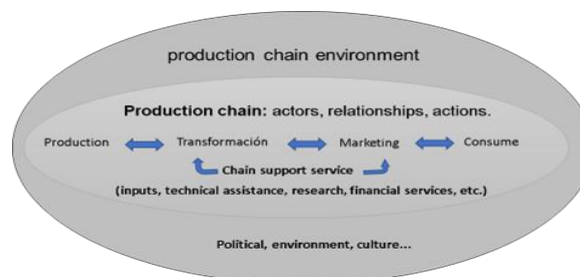 production chain environment
Production chain: actors, relationships, actions.
Production Transformación Marketing Consume
Chain support service
(inputs, technical assistance, research, financial services, etc.)
Polítical, environment, culture...